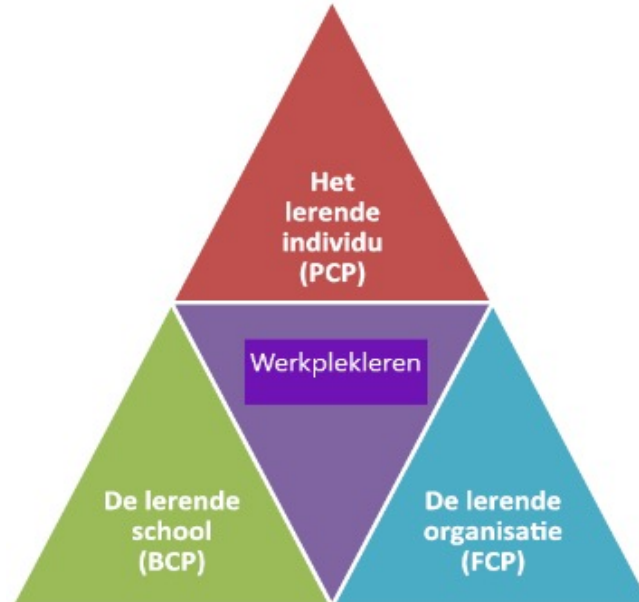 Het
lerende
individu
(PCP)
Werkplekleren
De lerende
school
(BCP)
De lerende
organisatie
(FCP)